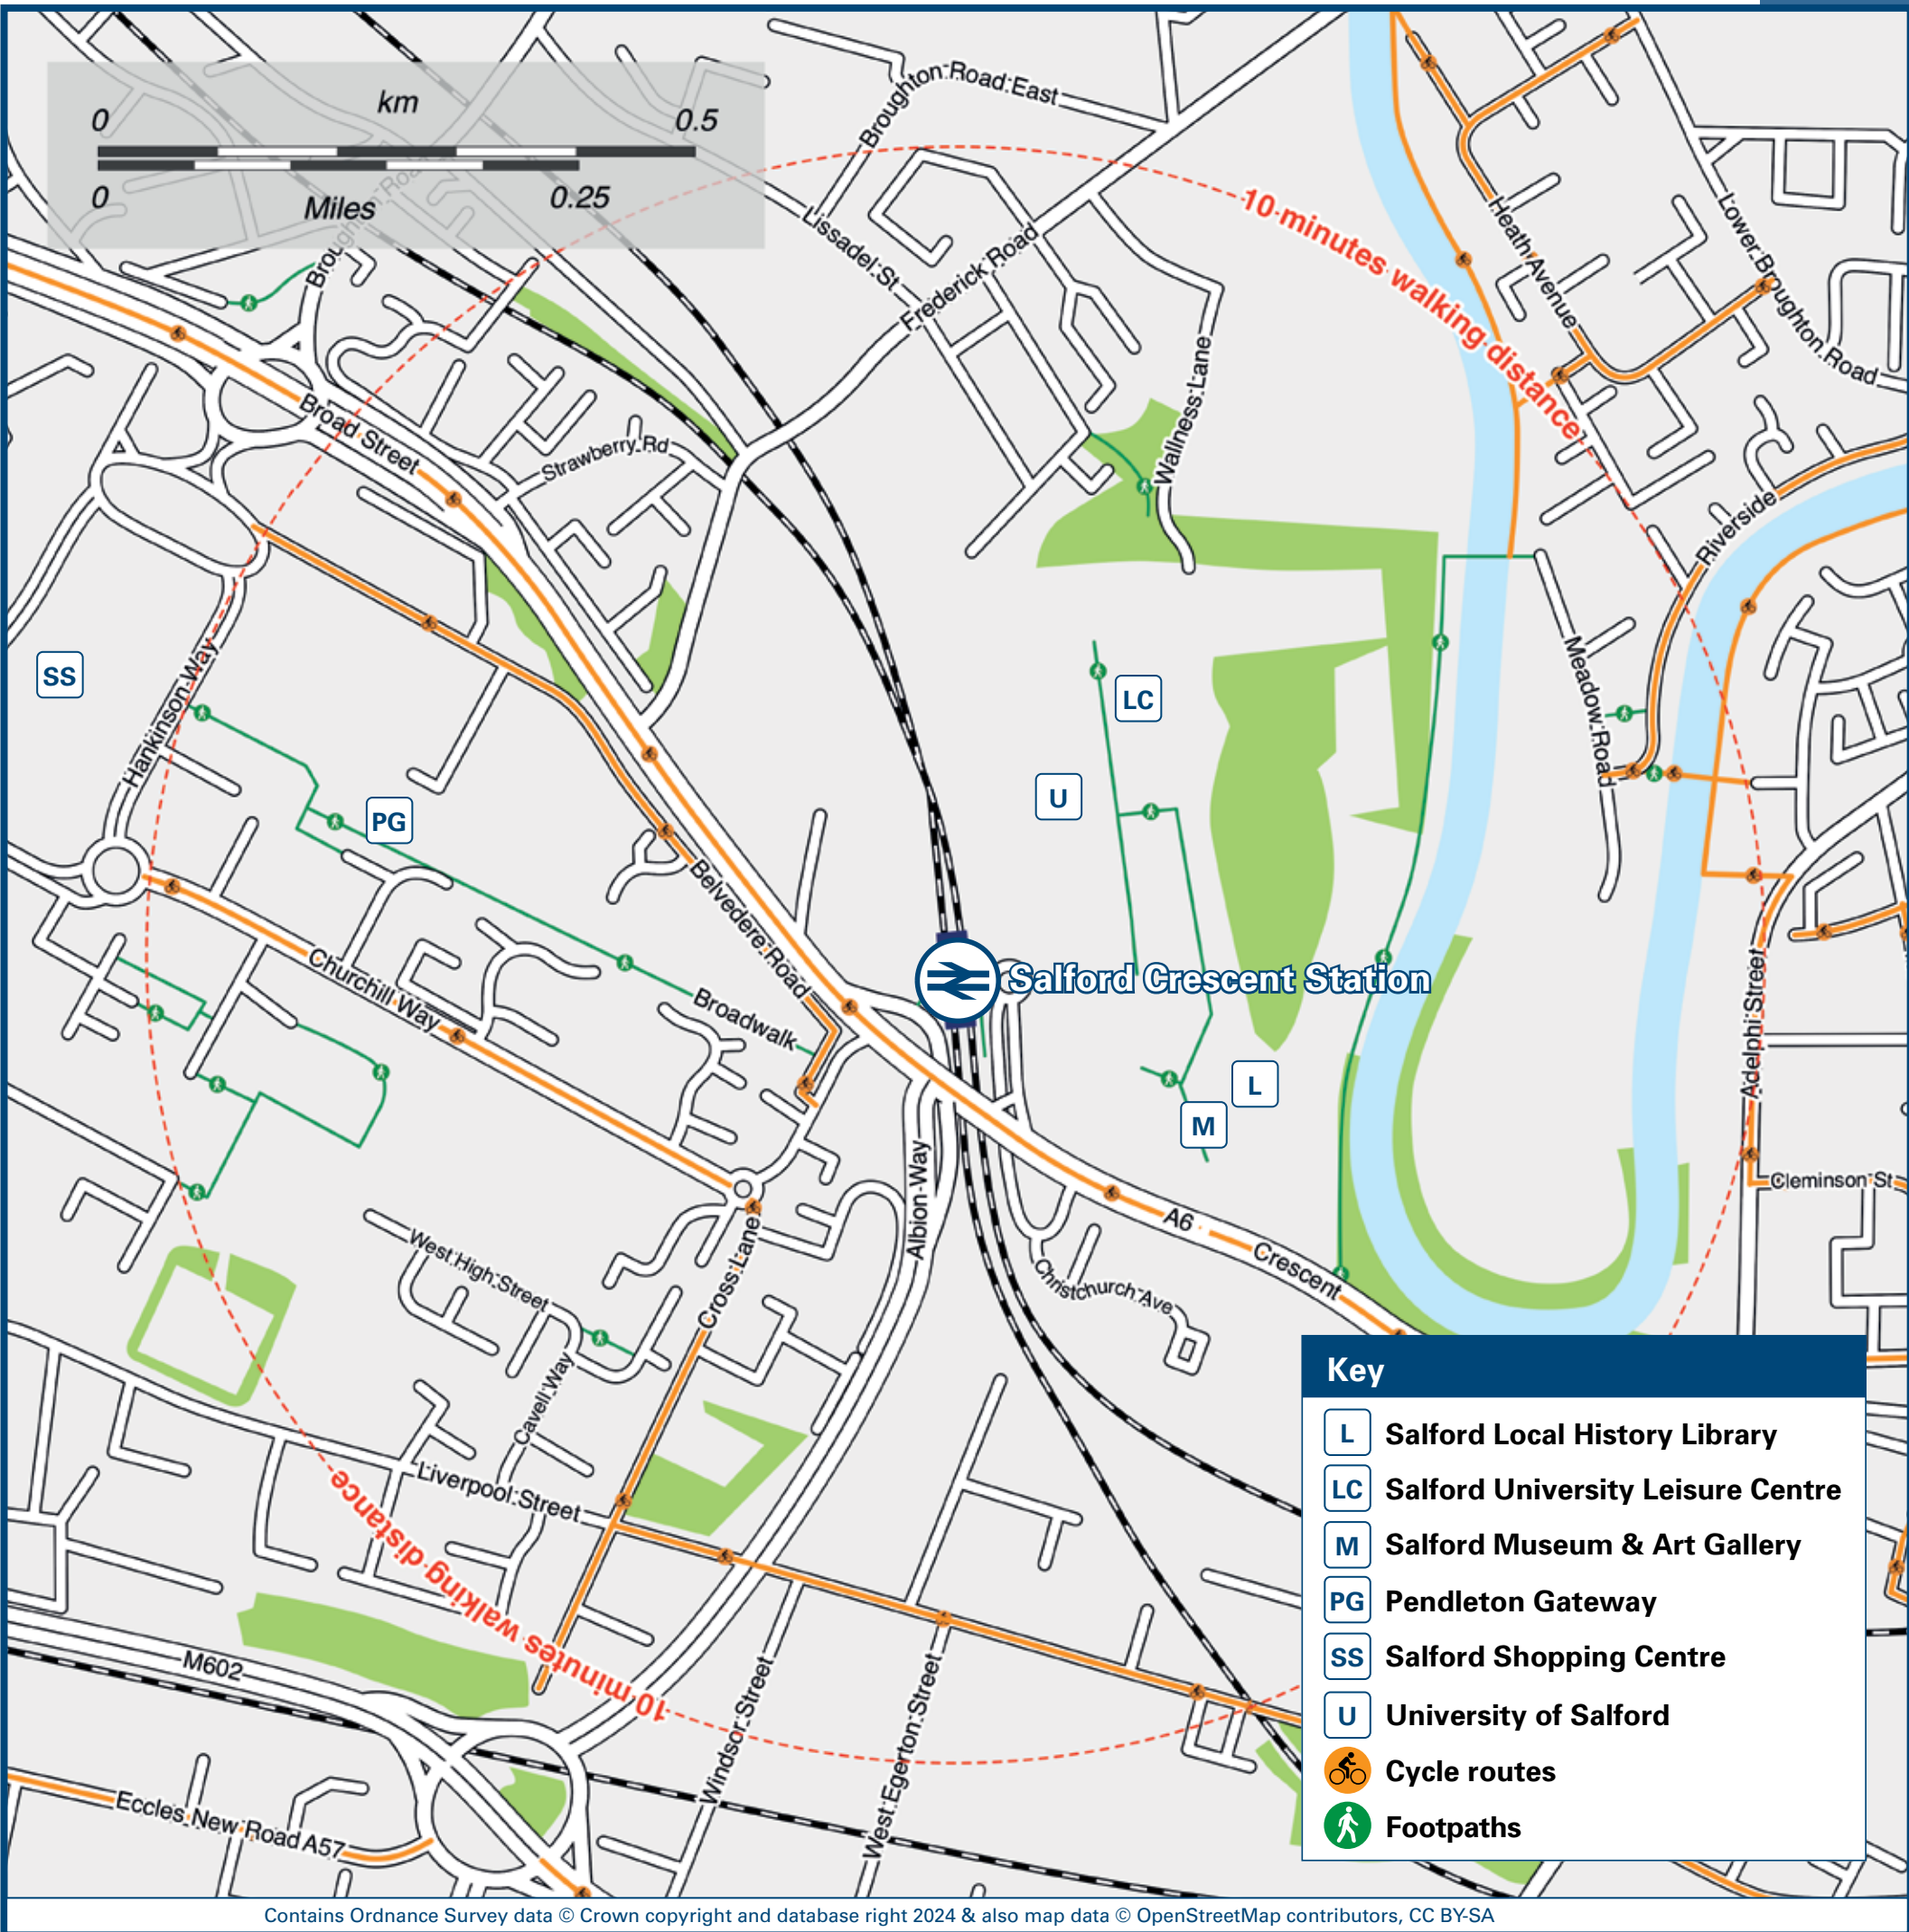 km
0
0.5
0
0.25
Miles
Broughton Road East
Broughton Road
Lissadel St
Frederick Road
10 minutes walking distance
Heath Avenue
Lower Broughton Road
Broad Street
Strawberry Rd
Wallness Lane
Riverside
SS
Hankinson Way
LC
Meadow Road
U
PG
Belvedere Road
Salford Crescent Station
Churchill Way
Broadwalk
Adelphi Street
L
M
Albion Way
Cleminson St
A6
Crescent
West High Street
Cross Lane
Christchurch Ave
Cavell Way
Liverpool Street
10 minutes walking distance
M602
Windsor Street
West Egerton Street
Eccles New Road A57
Key
L Salford Local History Library
LC Salford University Leisure Centre
M Salford Museum & Art Gallery
PG Pendleton Gateway
SS Salford Shopping Centre
U University of Salford
Cycle routes
Footpaths
Contains Ordnance Survey data © Crown copyright and database right 2024 & also map data © OpenStreetMap contributors, CC BY-SA